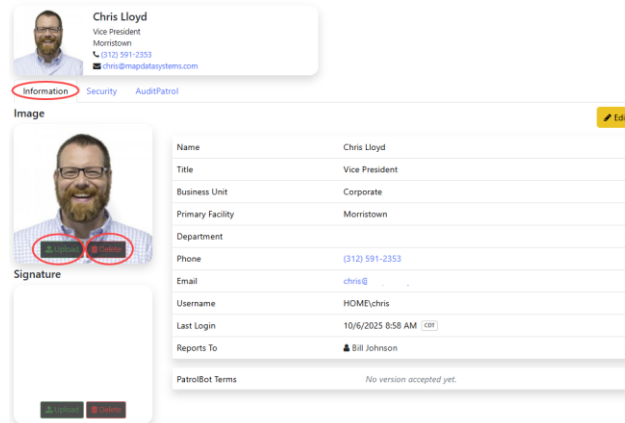 Chris Lloyd
Vice President
Morristown
(312) 591-2353
chris@mapdatasystems.com
Information Security AuditPatrol
Image
Edi
Upload Delete
Name Chris Lloyd
Title Vice President
Business Unit Corporate
Primary Facility Morristown
Department
Phone (312) 591-2353
Email chris@
Username HOME\chris
Last Login 10/6/2025 8:58 AM CDT
Reports To Bill Johnson
PatrolBot Terms No version accepted yet.
Signature
Upload Delete